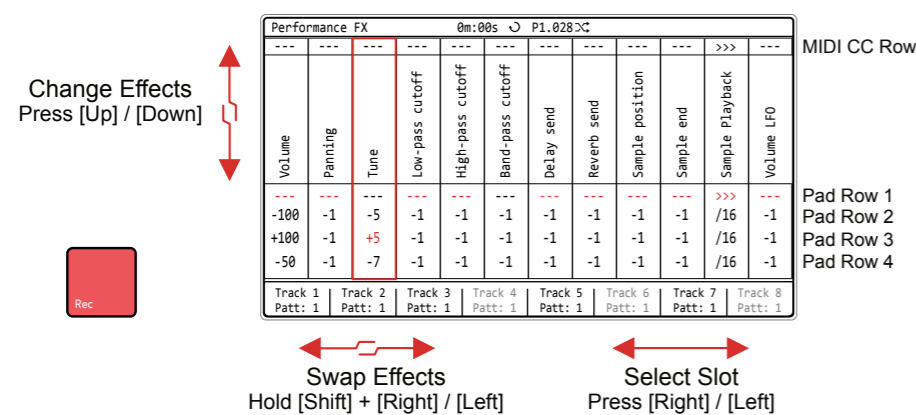 Performance FX 0m:00s P1.028
--- --- --- --- --- --- --- --- --- --- >>> --- MIDI CC Row
Change Effects
Press [Up] / [Down]
Volume
Panning
Tune
Low-pass cutoff
High-pass cutoff
Band-pass cutoff
Delay send
Reverb send
Sample position
Sample end
Sample Playback
Volume LFO
--- --- --- --- --- --- --- --- --- --- >>> --- Pad Row 1
-100 -1 -5 -1 -1 -1 -1 -1 -1 -1 /16 -1 Pad Row 2
+100 -1 +5 -1 -1 -1 -1 -1 -1 -1 /16 -1 Pad Row 3
-50 -1 -7 -1 -1 -1 -1 -1 -1 -1 /16 -1 Pad Row 4
Rec
Track 1 Track 2 Track 3 Track 4 Track 5 Track 6 Track 7 Track 8
Patt: 1 Patt: 1 Patt: 1 Patt: 1 Patt: 1 Patt: 1 Patt: 1 Patt: 1
Swap Effects
Hold [Shift] + [Right] / [Left]
Select Slot
Press [Right] / [Left]